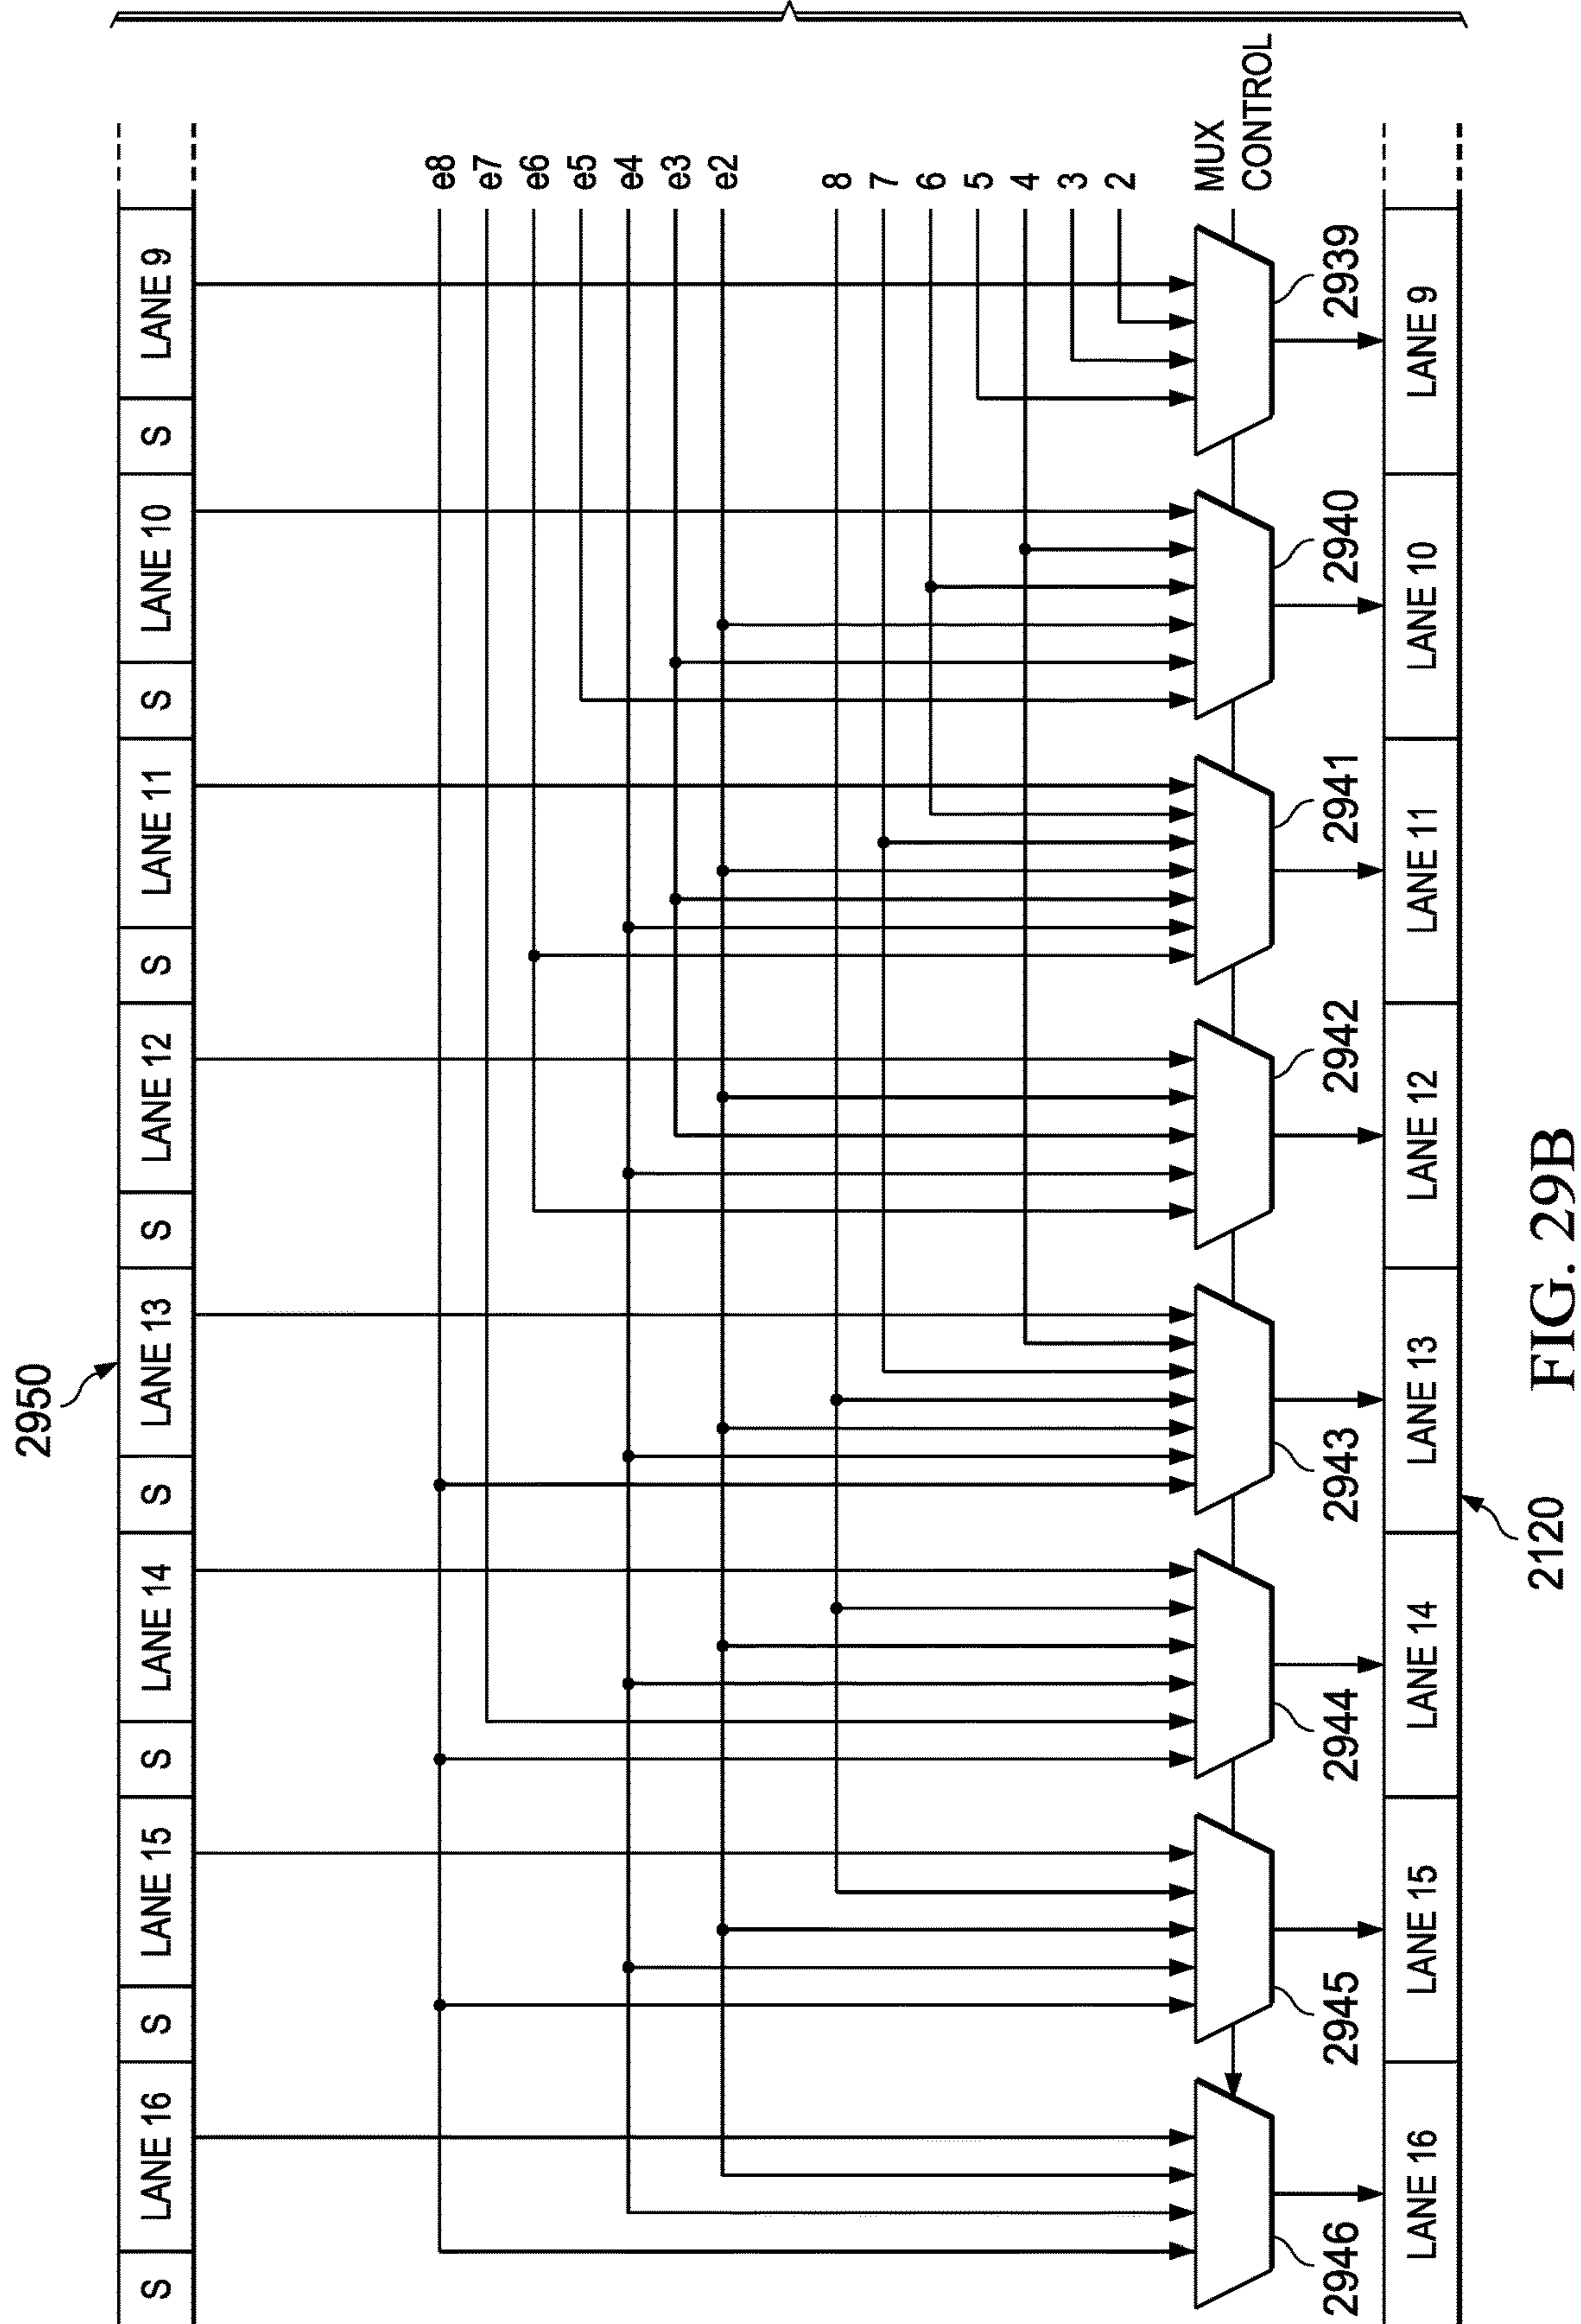 2950
S LANE 16 S LANE 15 S LANE 14 S LANE 13 S LANE 12 S LANE 11 S LANE 10 S LANE 9
e8
e7
e6
e5
e4
e3
e2
8
7
6
5
4
3
2
MUX
CONTROL
2946 2945 2944 2943 2942 2941 2940 2939
LANE 16 LANE 15 LANE 14 LANE 13 LANE 12 LANE 11 LANE 10 LANE 9
2120
FIG. 29B